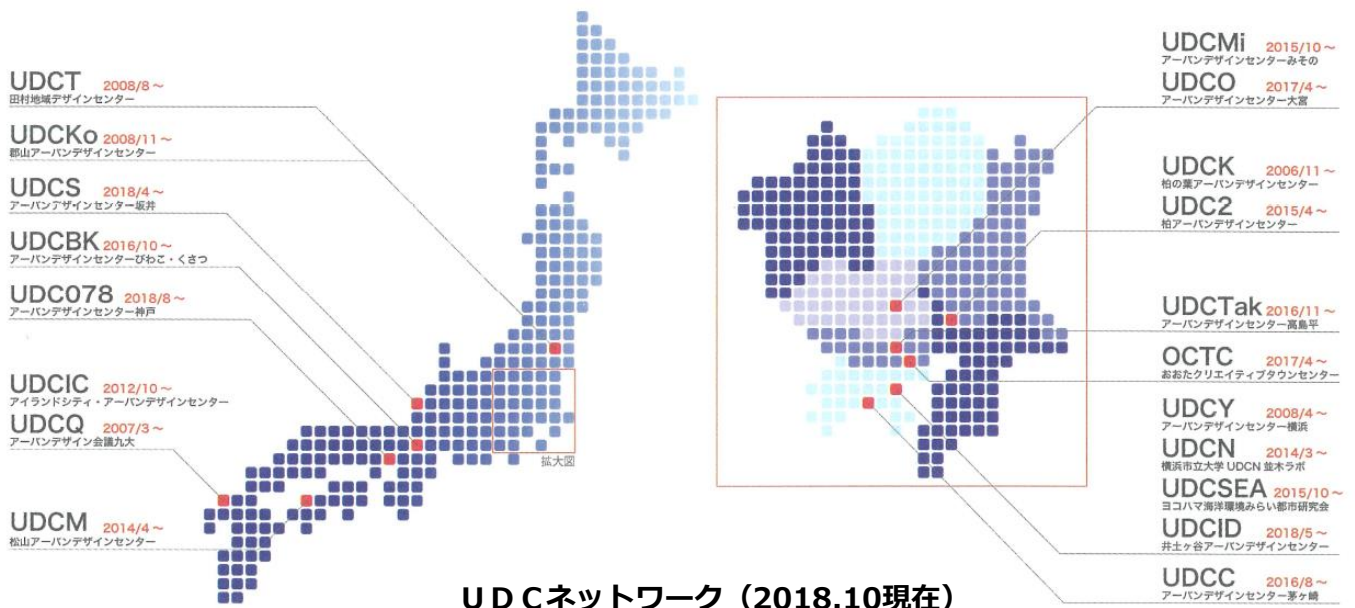 UDCT 2008/8～
田村地域デザインセンター
UDCKo 2008/11～
郡山アーバンデザインセンター
UDCS 2018/4～
アーバンデザインセンター坂井
UDCBK 2016/10～
アーバンデザインセンターびわこ・くさつ
UDC078 2018/8～
アーバンデザインセンター神戸
UDCIC 2012/10～
アイランドシティ・アーバンデザインセンター
UDCQ 2007/3～
アーバンデザイン会議九大
UDCM 2014/4～
松山アーバンデザインセンター
拡大図
UDCMi 2015/10～
アーバンデザインセンターみその
UDCO 2017/4～
アーバンデザインセンター大宮
UDCK 2006/11～
柏の葉アーバンデザインセンター
UDC2 2015/4～
柏アーバンデザインセンター
UDCTak 2016/11～
アーバンデザインセンター高島平
OCTC 2017/4～
おおたクリエイティブタウンセンター
UDCY 2008/4～
アーバンデザインセンター横浜
UDCN 2014/3～
横浜市立大学 UDCN 並木ラボ
UDCSEA 2015/10～
ヨコハマ海洋環境みらい都市研究会
UDCID 2018/5～
井土ヶ谷アーバンデザインセンター
UDCC 2016/8～
アーバンデザインセンター茅ヶ崎
ＵＤＣネットワーク（2018.10現在）